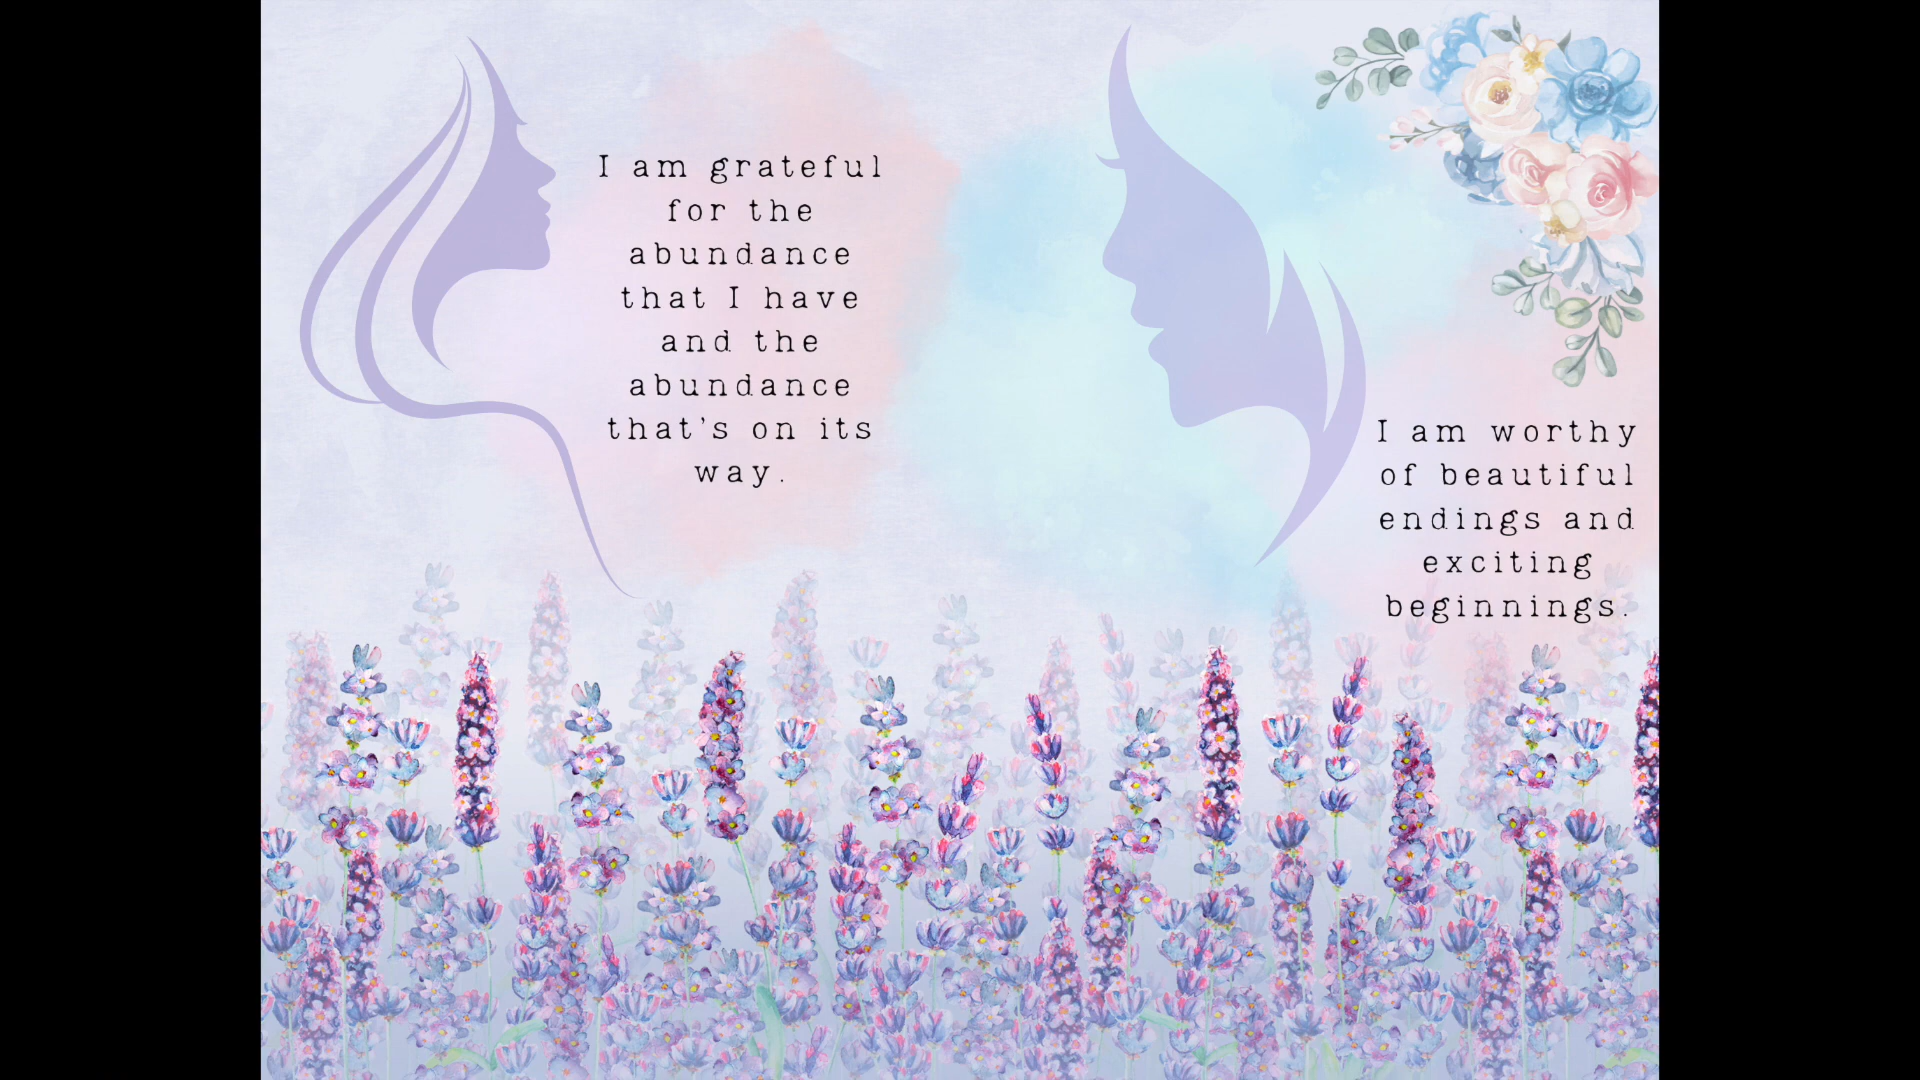 I am grateful
for the
abundance
that I have
and the
abundance
that's on its
way.
I am worthy
of beautiful
endings and
exciting
beginnings.